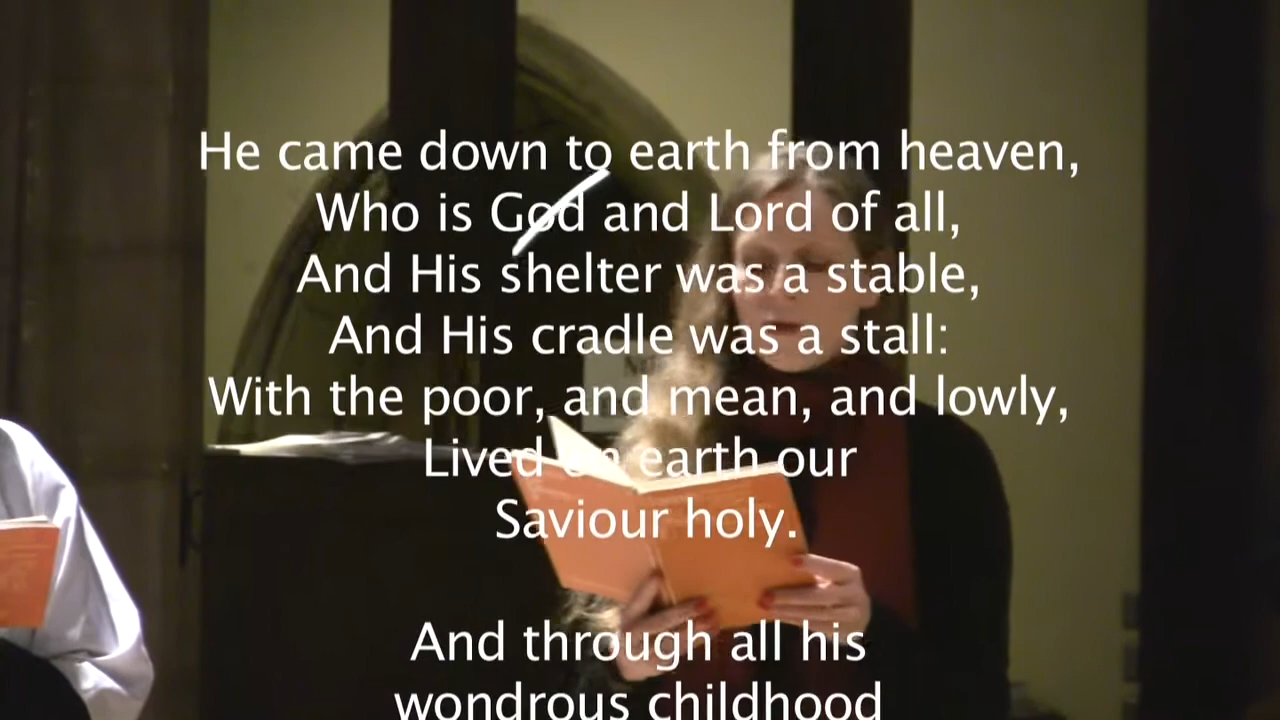 He came down to earth from heaven,
Who is God and Lord of all,
And His shelter was a stable,
And His cradle was a stall:
With the poor, and mean, and lowly,
Lived on earth our
Saviour holy.
And through all his
wondrous childhood